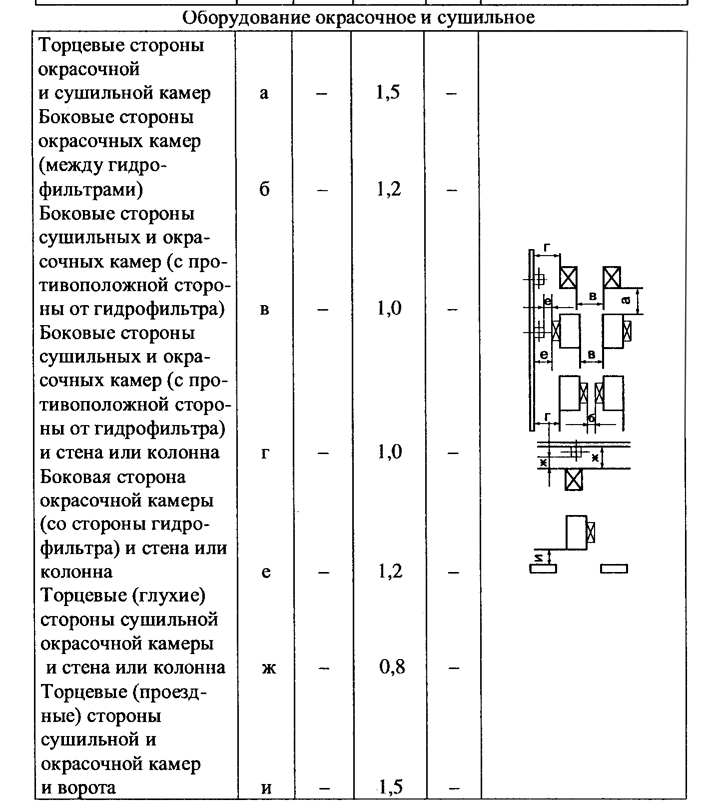 Оборудование окрасочное и сушильное
Торцевые стороны
окрасочной
и сушильной камер а – 1,5 –
Боковые стороны
окрасочных камер
(между гидро-
фильтрами) б – 1,2 –
Боковые стороны
сушильных и окра-
сочных камер (с про-
тивоположной сторо-
ны от гидрофильтра) в – 1,0 –
Боковые стороны
сушильных и окра-
сочных камер (с про-
тивоположной сторо-
ны от гидрофильтра)
и стена или колонна г – 1,0 –
Боковая сторона
окрасочной камеры
(со стороны гидро-
фильтра) и стена или
колонна е – 1,2 –
Торцевые (глухие)
стороны сушильной
окрасочной камеры
и стена или колонна ж – 0,8 –
Торцевые (проезд-
ные) стороны
сушильной и
окрасочной камер
и ворота и – 1,5 –
г
е
в
а
е
в
г
б
ж
ж
и